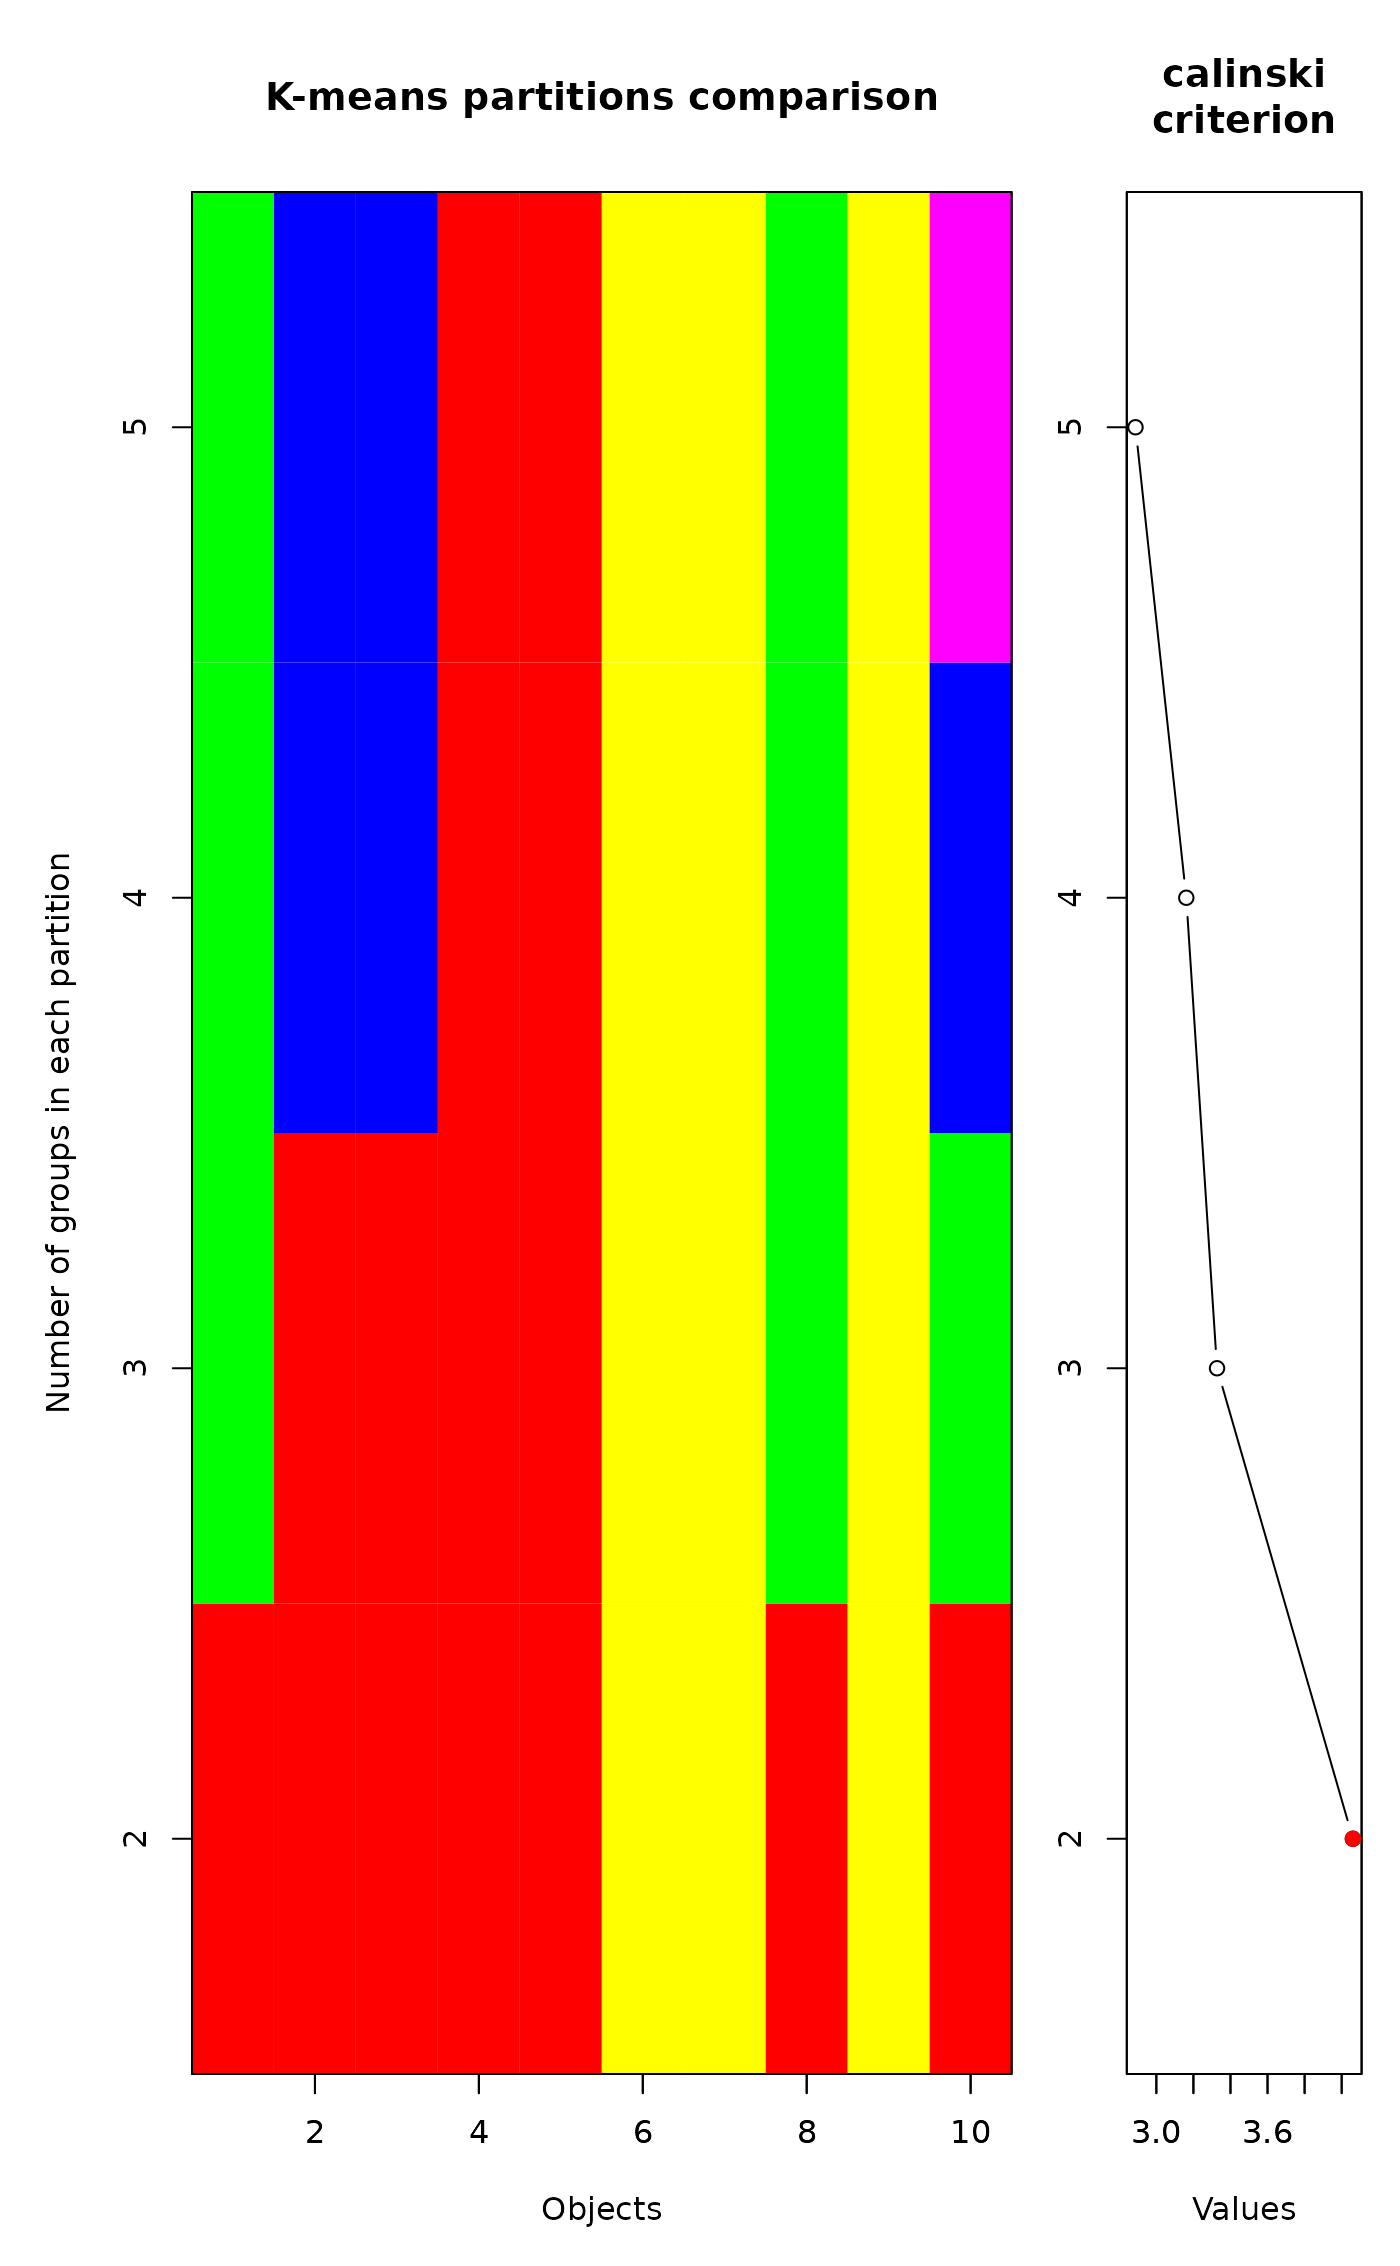 K-means partitions comparison
calinski
criterion
Number of groups in each partition
5
4
3
2
2 4 6 8 10
Objects
5
4
3
2
3.0 3.6
Values